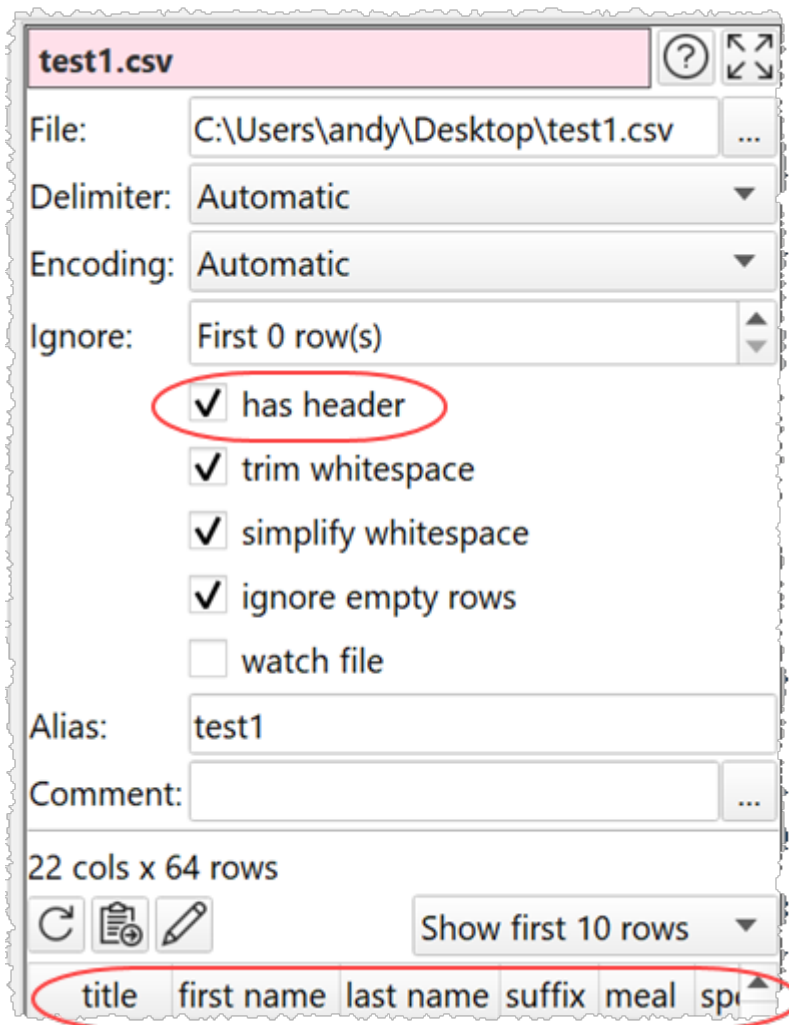 test1.csv
File: C:\Users\andy\Desktop\test1.csv ...
Delimiter: Automatic
Encoding: Automatic
Ignore: First 0 row(s)
has header
trim whitespace
simplify whitespace
ignore empty rows
watch file
Alias: test1
Comment: ...
22 cols x 64 rows
Show first 10 rows
title first name last name suffix meal